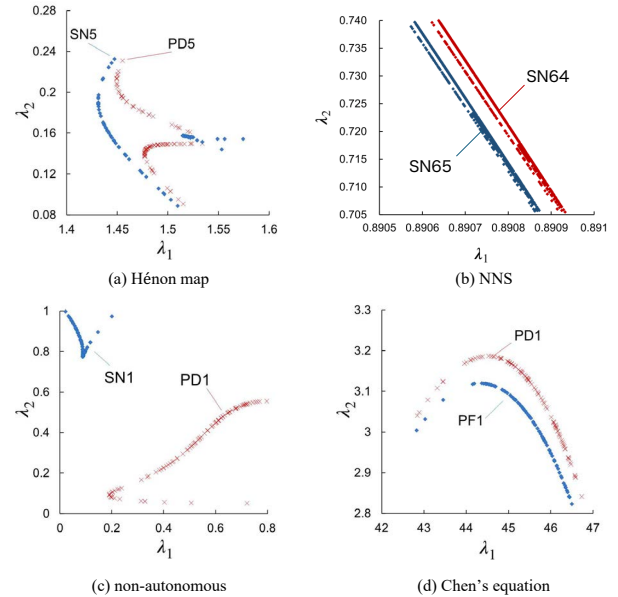 0.28
0.24
0.20
0.16
0.12
0.08
1.4
1.45
1.5
1.55
1.6
λ2
λ1
SN5
PD5
(a) Hénon map
0.740
0.735
0.730
0.725
0.720
0.715
0.710
0.705
0.8905
0.8906
0.8907
0.8908
0.8909
0.891
λ2
λ1
SN64
SN65
(b) NNS
1
0.8
0.6
0.4
0.2
0
0
0.2
0.4
0.6
0.8
λ2
λ1
SN1
PD1
(c) non-autonomous
3.3
3.2
3.1
3
2.9
2.8
42
43
44
45
46
47
λ2
λ1
PD1
PF1
(d) Chen's equation